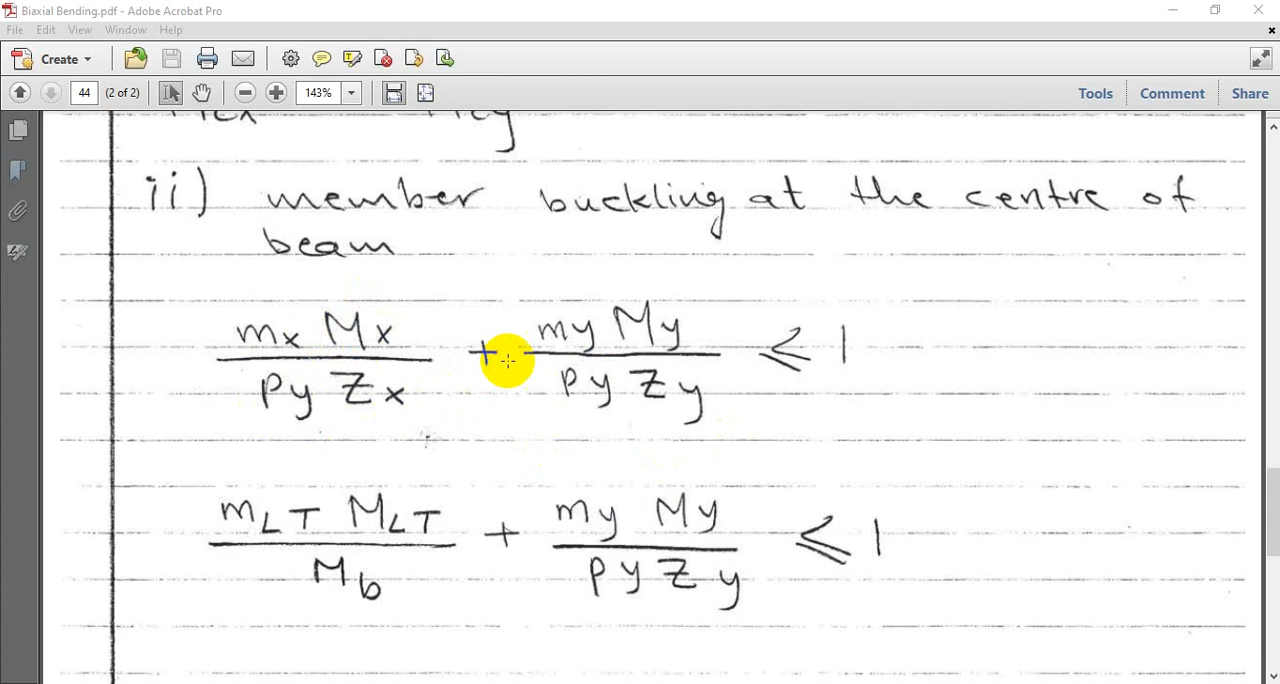 Biaxial Bending.pdf - Adobe Acrobat Pro
File Edit View Window Help
Create
44 (2 of 2) 143% Tools Comment Share
ii) member buckling at the centre of
beam
mx Mx / Py Zx + my My / Py Zy ≤ 1
mLT MLT / Mb + my My / Py Zy ≤ 1